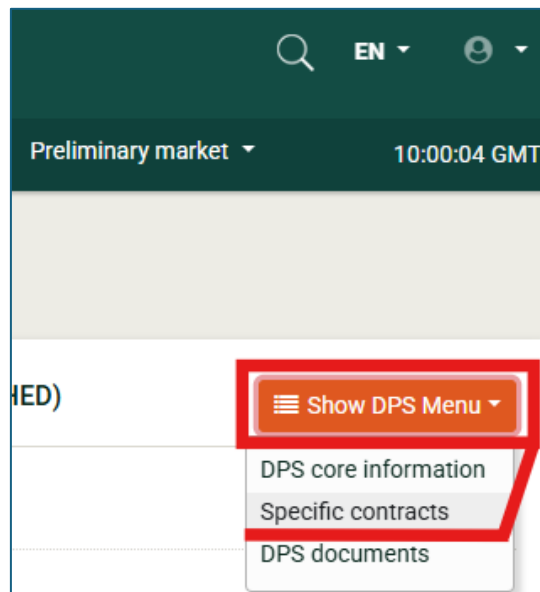 EN
Preliminary market 10:00:04 GMT
HED)
Show DPS Menu
DPS core information
Specific contracts
DPS documents